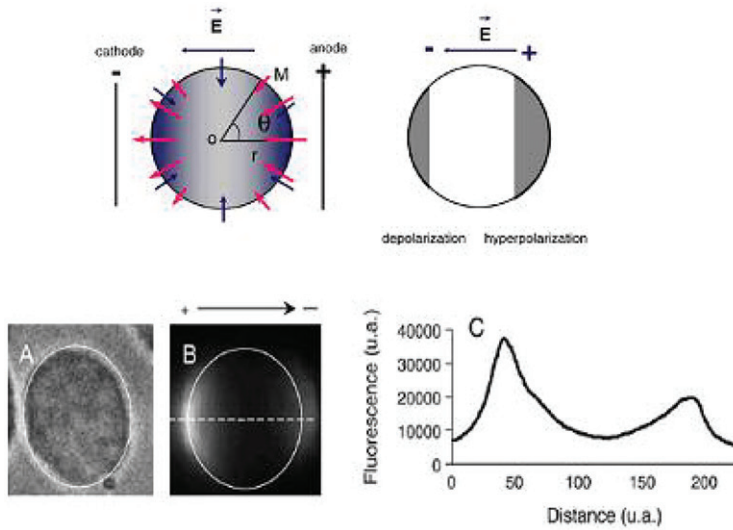 E
cathode
anode
-
+
M
θ
o
r
E
-
+
depolarization hyperpolarization
+
-
A
B
C
Fluorescence (u.a.)
40000
30000
20000
10000
0
0 50 100 150 200
Distance (u.a.)